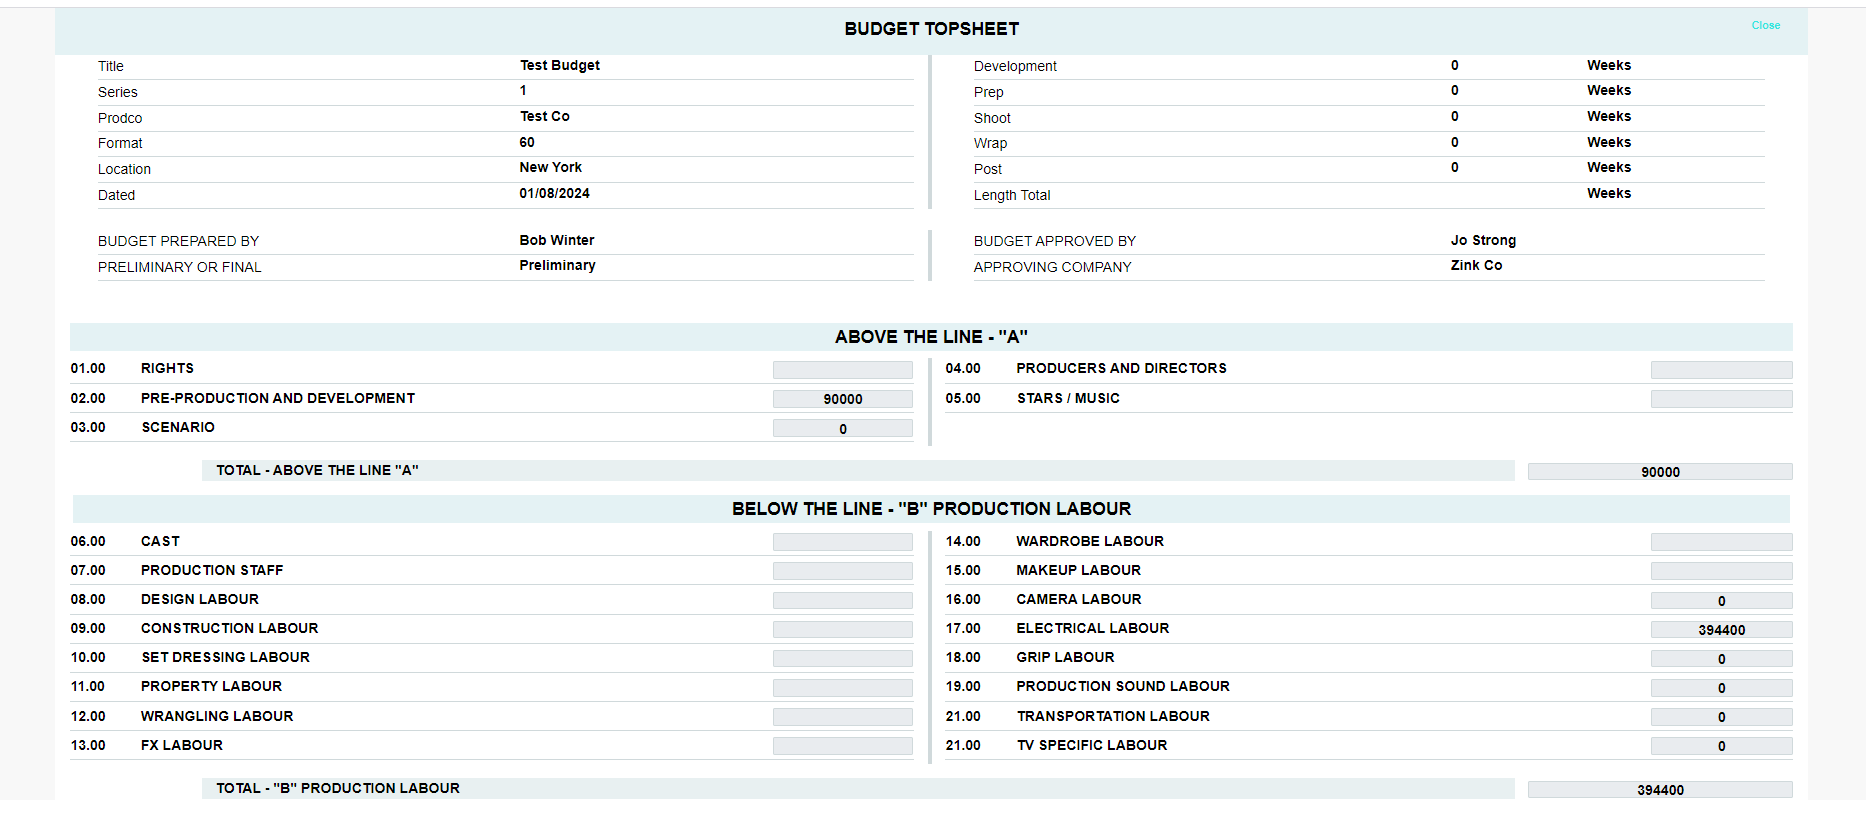 BUDGET TOPSHEET
Close
Title Test Budget
Series 1
Prodco Test Co
Format 60
Location New York
Dated 01/08/2024
Development 0 Weeks
Prep 0 Weeks
Shoot 0 Weeks
Wrap 0 Weeks
Post 0 Weeks
Length Total Weeks
BUDGET PREPARED BY Bob Winter
PRELIMINARY OR FINAL Preliminary
BUDGET APPROVED BY Jo Strong
APPROVING COMPANY Zink Co
ABOVE THE LINE - "A"
01.00 RIGHTS
02.00 PRE-PRODUCTION AND DEVELOPMENT 90000
03.00 SCENARIO 0
04.00 PRODUCERS AND DIRECTORS
05.00 STARS / MUSIC
TOTAL - ABOVE THE LINE "A" 90000
BELOW THE LINE - "B" PRODUCTION LABOUR
06.00 CAST
07.00 PRODUCTION STAFF
08.00 DESIGN LABOUR
09.00 CONSTRUCTION LABOUR
10.00 SET DRESSING LABOUR
11.00 PROPERTY LABOUR
12.00 WRANGLING LABOUR
13.00 FX LABOUR
14.00 WARDROBE LABOUR
15.00 MAKEUP LABOUR
16.00 CAMERA LABOUR 0
17.00 ELECTRICAL LABOUR 394400
18.00 GRIP LABOUR 0
19.00 PRODUCTION SOUND LABOUR 0
21.00 TRANSPORTATION LABOUR 0
21.00 TV SPECIFIC LABOUR 0
TOTAL - "B" PRODUCTION LABOUR 394400